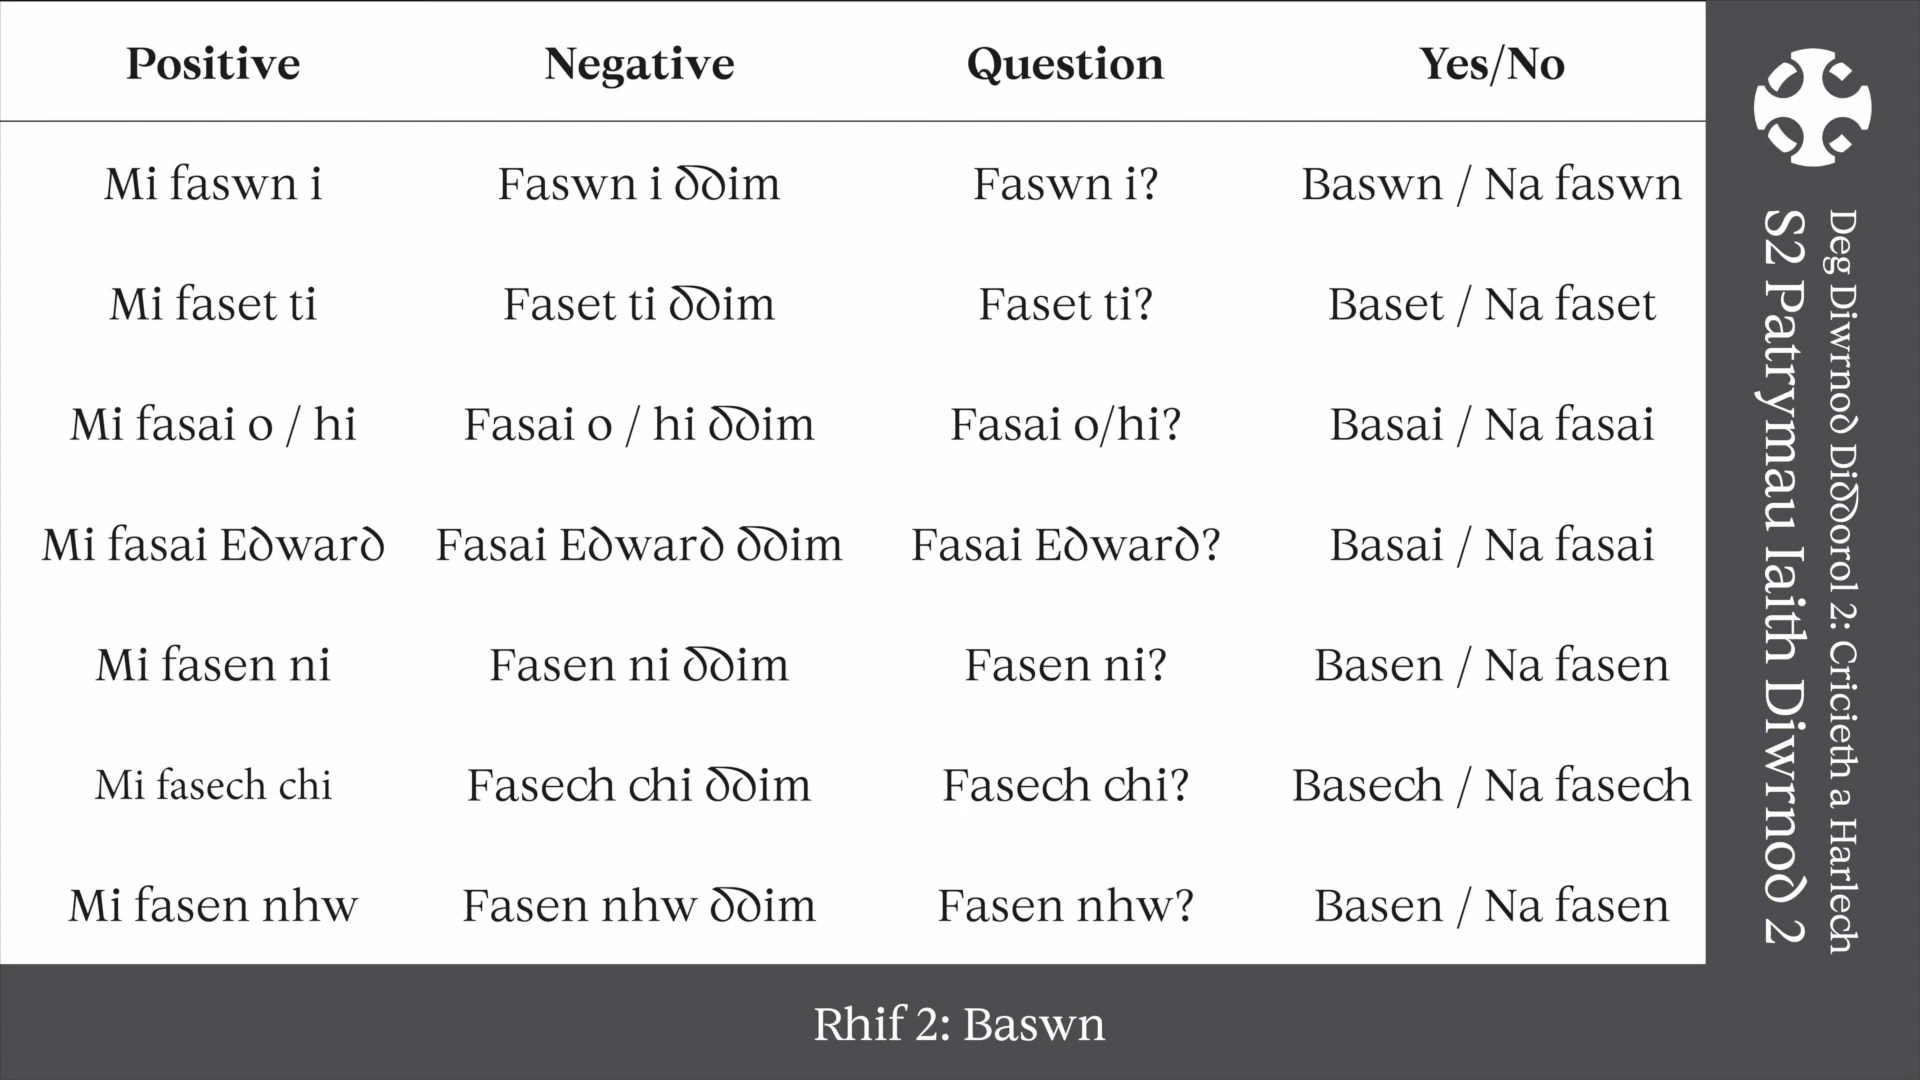 Positive Negative Question Yes/No
Mi faswn i Faswn i ddim Faswn i? Baswn / Na faswn
Mi faset ti Faset ti ddim Faset ti? Baset / Na faset
Mi fasai o / hi Fasai o / hi ddim Fasai o/hi? Basai / Na fasai
Mi fasai Edward Fasai Edward ddim Fasai Edward? Basai / Na fasai
Mi fasen ni Fasen ni ddim Fasen ni? Basen / Na fasen
Mi fasech chi Fasech chi ddim Fasech chi? Basech / Na fasech
Mi fasen nhw Fasen nhw ddim Fasen nhw? Basen / Na fasen
Rhif 2: Baswn
Deg Diwrnod Diddorol 2: Cricieth a Harlech
S2 Patrymau Iaith Diwrnod 2